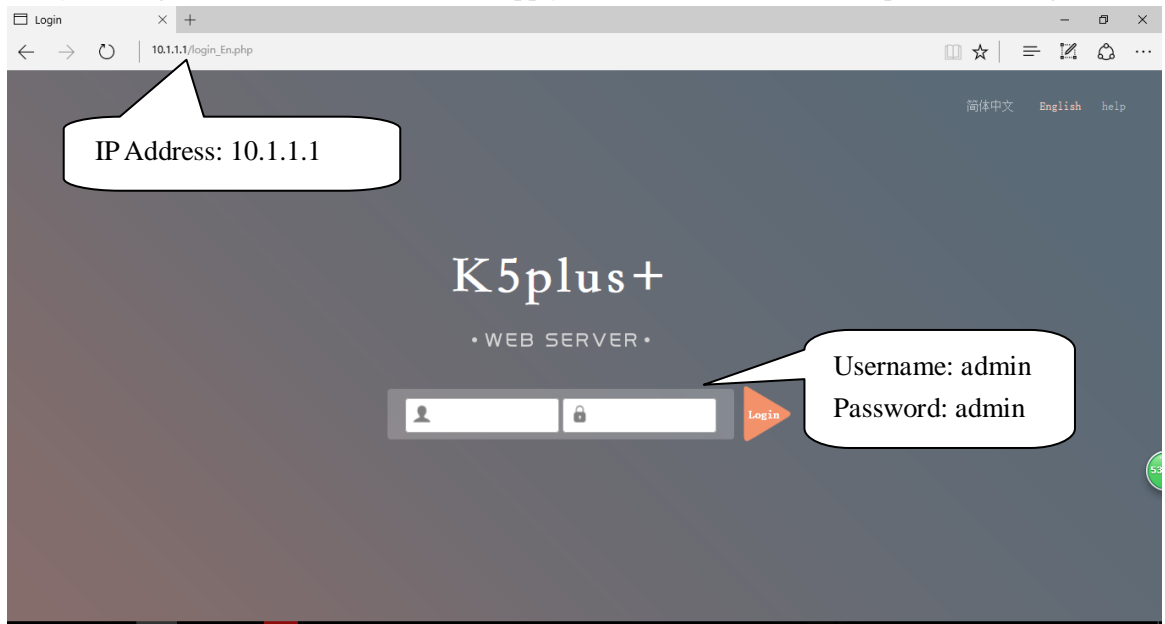 Login
10.1.1.1/login_En.php
简体中文 English help
IP Address: 10.1.1.1
K5plus+
•WEB SERVER•
Username: admin
Password: admin
Login
53